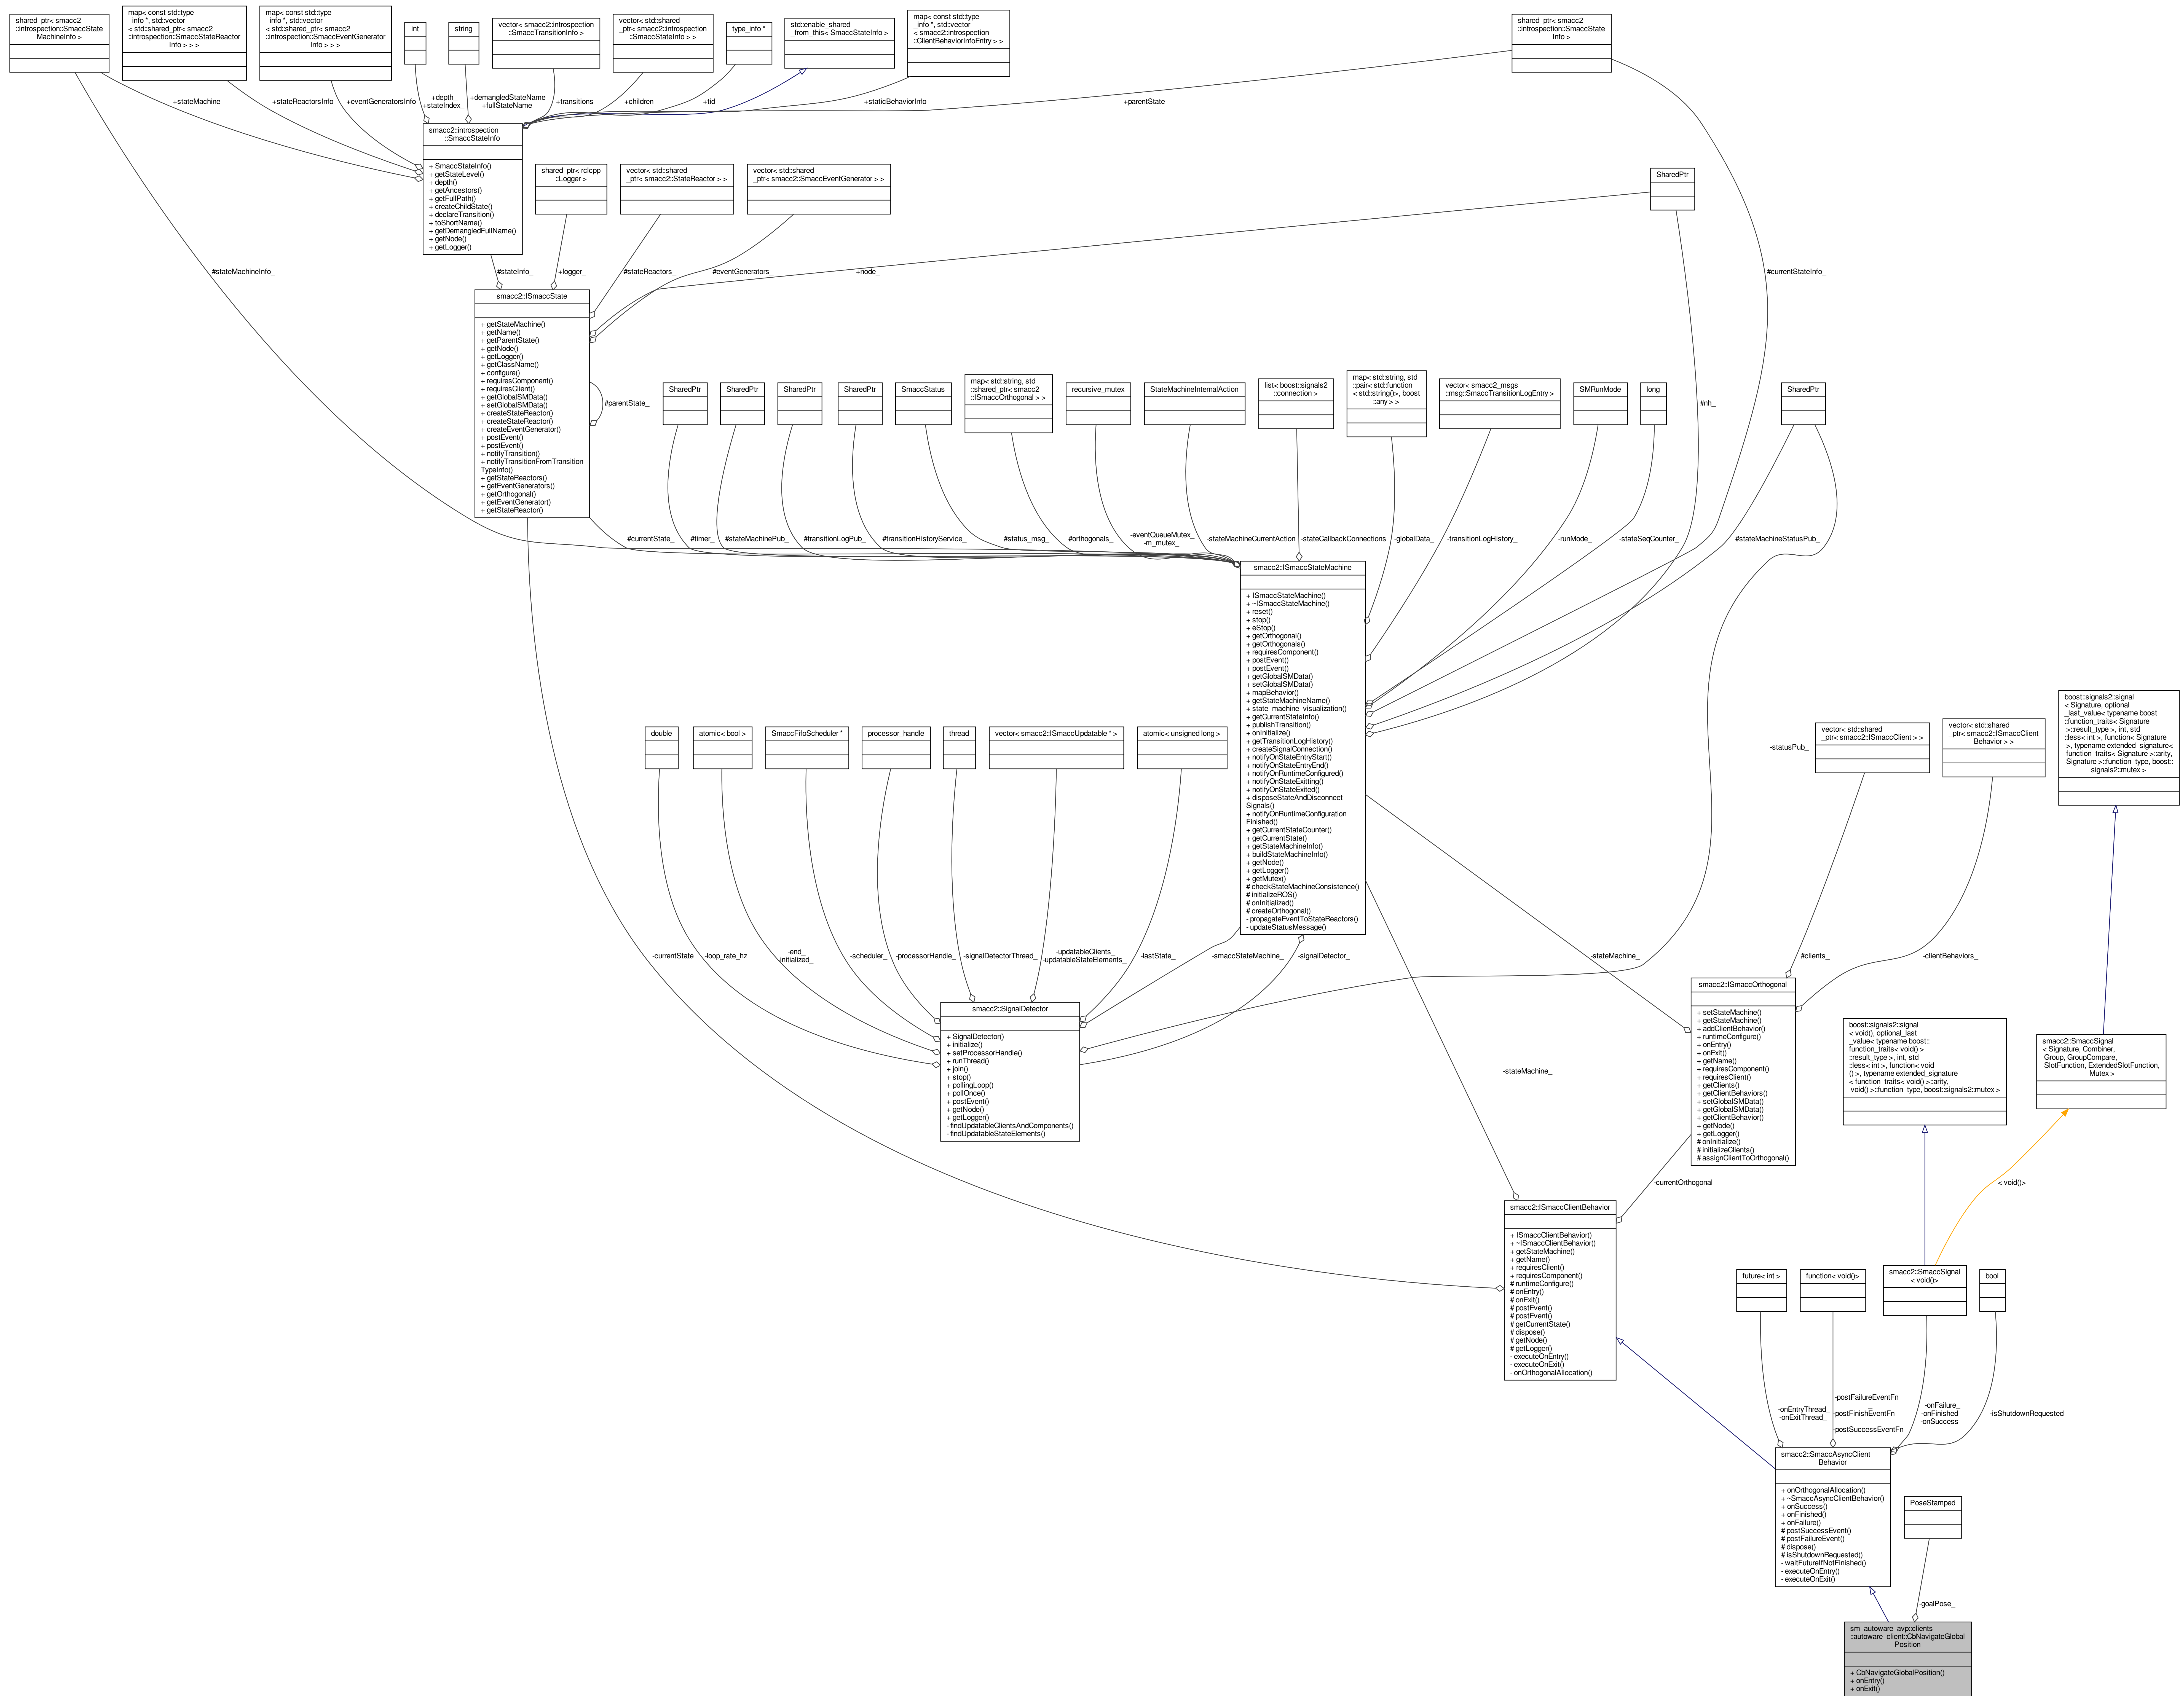 shared_ptr< smacc2
::introspection::SmaccState
MachineInfo >
map< const std::type
_info *, std::vector
< std::shared_ptr< smacc2
::introspection::SmaccStateReactor
Info > > >
map< const std::type
_info *, std::vector
< std::shared_ptr< smacc2
::introspection::SmaccEventGenerator
Info > > >
int
string
vector< smacc2::introspection
::SmaccTransitionInfo >
vector< std::shared
_ptr< smacc2::introspection
::SmaccStateInfo > >
type_info *
std::enable_shared
_from_this< SmaccStateInfo >
map< const std::type
_info *, std::vector
< smacc2::introspection
::ClientBehaviorInfoEntry > >
shared_ptr< smacc2
::introspection::SmaccState
Info >
+stateMachine_
+stateReactorsInfo
+eventGeneratorsInfo
+depth_
+stateIndex_
+demangledStateName
+fullStateName
+transitions_
+children_
+tid_
+staticBehaviorInfo
+parentState_
smacc2::introspection
::SmaccStateInfo
+ SmaccStateInfo()
+ getStateLevel()
+ depth()
+ getAncestors()
+ getFullPath()
+ createChildState()
+ declareTransition()
+ toShortName()
+ getDemangledFullName()
+ getNode()
+ getLogger()
shared_ptr< rclcpp
::Logger >
vector< std::shared
_ptr< smacc2::StateReactor > >
vector< std::shared
_ptr< smacc2::SmaccEventGenerator > >
SharedPtr
#stateMachineInfo_
#stateInfo_
+logger_
#stateReactors_
#eventGenerators_
+node_
#currentStateInfo_
smacc2::ISmaccState
+ getStateMachine()
+ getName()
+ getParentState()
+ getNode()
+ getLogger()
+ getClassName()
+ configure()
+ requiresComponent()
+ requiresClient()
+ getGlobalSMData()
+ setGlobalSMData()
+ createStateReactor()
+ createStateReactor()
+ createEventGenerator()
+ postEvent()
+ postEvent()
+ notifyTransition()
+ notifyTransitionFromTransition
TypeInfo()
+ getStateReactors()
+ getEventGenerators()
+ getOrthogonal()
+ getEventGenerator()
+ getStateReactor()
#parentState_
SharedPtr
SharedPtr
SharedPtr
SharedPtr
SmaccStatus
map< std::string, std
::shared_ptr< smacc2
::ISmaccOrthogonal > >
recursive_mutex
StateMachineInternalAction
list< boost::signals2
::connection >
map< std::string, std
::pair< std::function
< std::string()>, boost
::any > >
vector< smacc2_msgs
::msg::SmaccTransitionLogEntry >
SMRunMode
long
#nh_
SharedPtr
#currentState_
#timer_
#stateMachinePub_
#transitionLogPub_
#transitionHistoryService_
#status_msg_
#orthogonals_
-eventQueueMutex_
-m_mutex_
-stateMachineCurrentAction
-stateCallbackConnections
-globalData_
-transitionLogHistory_
-runMode_
-stateSeqCounter_
#stateMachineStatusPub_
smacc2::ISmaccStateMachine
+ ISmaccStateMachine()
+ ~ISmaccStateMachine()
+ reset()
+ stop()
+ eStop()
+ getOrthogonal()
+ getOrthogonals()
+ requiresComponent()
+ postEvent()
+ postEvent()
+ getGlobalSMData()
+ setGlobalSMData()
+ mapBehavior()
+ getStateMachineName()
+ state_machine_visualization()
+ getCurrentStateInfo()
+ publishTransition()
+ onInitialize()
+ getTransitionLogHistory()
+ createSignalConnection()
+ notifyOnStateEntryStart()
+ notifyOnStateEntryEnd()
+ notifyOnRuntimeConfigured()
+ notifyOnStateExitting()
+ notifyOnStateExited()
+ disposeStateAndDisconnect
Signals()
+ notifyOnRuntimeConfiguration
Finished()
+ getCurrentStateCounter()
+ getCurrentState()
+ getStateMachineInfo()
+ buildStateMachineInfo()
+ getNode()
+ getLogger()
+ getMutex()
# checkStateMachineConsistence()
# initializeROS()
# onInitialized()
# createOrthogonal()
- propagateEventToStateReactors()
- updateStatusMessage()
double
atomic< bool >
SmaccFifoScheduler *
processor_handle
thread
vector< smacc2::ISmaccUpdatable * >
atomic< unsigned long >
-statusPub_
vector< std::shared
_ptr< smacc2::ISmaccClient > >
vector< std::shared
_ptr< smacc2::ISmaccClient
Behavior > >
boost::signals2::signal
< Signature, optional
_last_value< typename boost
::function_traits< Signature
>::result_type >, int, std
::less< int >, function< Signature
>, typename extended_signature<
function_traits< Signature >::arity,
Signature >::function_type, boost::
signals2::mutex >
-currentState
-loop_rate_hz
-end_
-initialized_
-scheduler_
-processorHandle_
-signalDetectorThread_
-updatableClients_
-updatableStateElements_
-lastState_
-smaccStateMachine_
-signalDetector_
-stateMachine_
#clients_
-clientBehaviors_
smacc2::SignalDetector
+ SignalDetector()
+ initialize()
+ setProcessorHandle()
+ runThread()
+ join()
+ stop()
+ pollingLoop()
+ pollOnce()
+ postEvent()
+ getNode()
+ getLogger()
- findUpdatableClientsAndComponents()
- findUpdatableStateElements()
smacc2::ISmaccOrthogonal
+ setStateMachine()
+ getStateMachine()
+ addClientBehavior()
+ runtimeConfigure()
+ onEntry()
+ onExit()
+ getName()
+ requiresComponent()
+ requiresClient()
+ getClients()
+ getClientBehaviors()
+ setGlobalSMData()
+ getGlobalSMData()
+ getClientBehavior()
+ getNode()
+ getLogger()
# onInitialize()
# initializeClients()
# assignClientToOrthogonal()
boost::signals2::signal
< void(), optional_last
_value< typename boost::
function_traits< void() >
::result_type >, int, std
::less< int >, function< void
() >, typename extended_signature
< function_traits< void() >::arity,
void() >::function_type, boost::signals2::mutex >
smacc2::SmaccSignal
< Signature, Combiner,
Group, GroupCompare,
SlotFunction, ExtendedSlotFunction,
Mutex >
-stateMachine_
-currentOrthogonal
< void()>
smacc2::ISmaccClientBehavior
+ ISmaccClientBehavior()
+ ~ISmaccClientBehavior()
+ getStateMachine()
+ getName()
+ requiresClient()
+ requiresComponent()
# runtimeConfigure()
# onEntry()
# onExit()
# postEvent()
# postEvent()
# getCurrentState()
# dispose()
# getNode()
# getLogger()
- executeOnEntry()
- executeOnExit()
- onOrthogonalAllocation()
future< int >
function< void()>
smacc2::SmaccSignal
< void()>
bool
-onEntryThread_
-onExitThread_
-postFailureEventFn
_
-postFinishEventFn
_
-postSuccessEventFn_
-onFailure_
-onFinished_
-onSuccess_
-isShutdownRequested_
smacc2::SmaccAsyncClient
Behavior
+ onOrthogonalAllocation()
+ ~SmaccAsyncClientBehavior()
+ onSuccess()
+ onFinished()
+ onFailure()
# postSuccessEvent()
# postFailureEvent()
# dispose()
# isShutdownRequested()
- waitFutureIfNotFinished()
- executeOnEntry()
- executeOnExit()
PoseStamped
-goalPose_
sm_autoware_avp::clients
::autoware_client::CbNavigateGlobal
Position
+ CbNavigateGlobalPosition()
+ onEntry()
+ onExit()